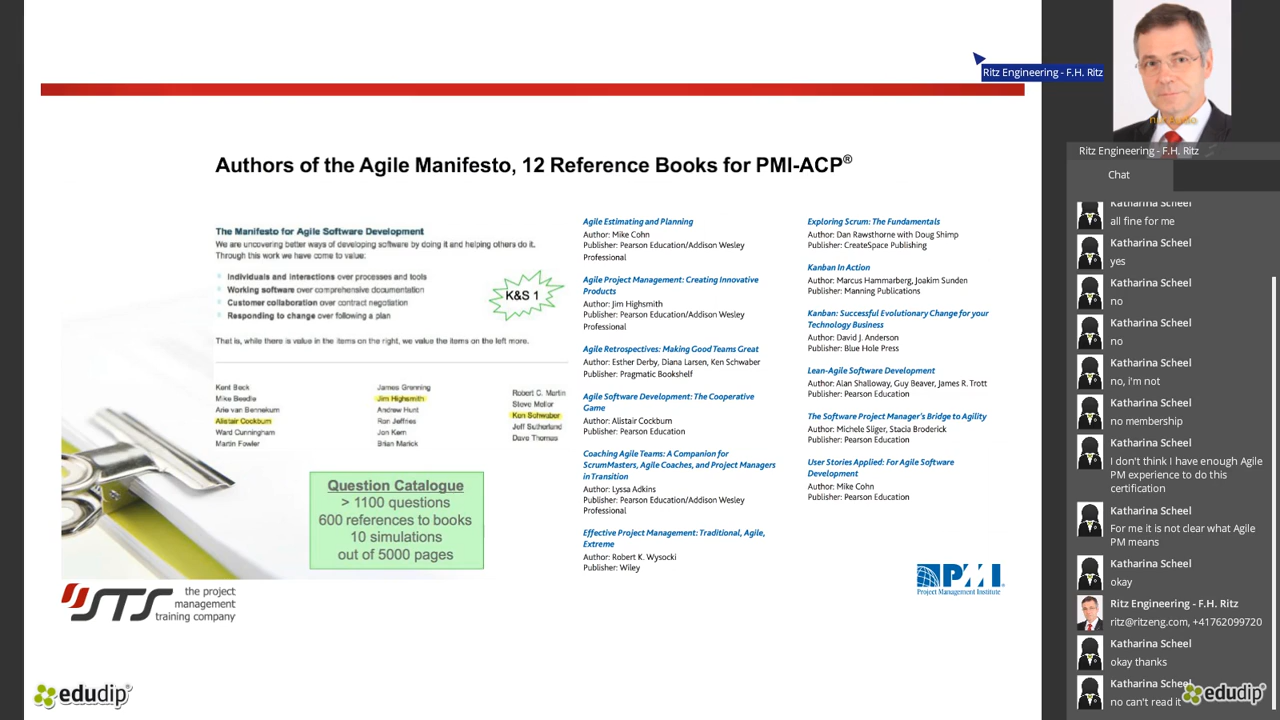 Ritz Engineering - F.H. Ritz
Authors of the Agile Manifesto, 12 Reference Books for PMI-ACP®
The Manifesto for Agile Software Development
We are uncovering better ways of developing software by doing it and helping others do it.
Through this work we have come to value:
Individuals and interactions over processes and tools
Working software over comprehensive documentation
Customer collaboration over contract negotiation
Responding to change over following a plan
That is, while there is value in the items on the right, we value the items on the left more.
K&S 1
Kent Beck
Mike Beedle
Arie van Bennekum
Alistair Cockburn
Ward Cunningham
Martin Fowler
James Grenning
Jim Highsmith
Andrew Hunt
Ron Jeffries
Jon Kern
Brian Marick
Robert C. Martin
Steve Mellor
Ken Schwaber
Jeff Sutherland
Dave Thomas
Question Catalogue
> 1100 questions
600 references to books
10 simulations
out of 5000 pages
Agile Estimating and Planning
Author: Mike Cohn
Publisher: Pearson Education/Addison Wesley
Professional
Agile Project Management: Creating Innovative
Products
Author: Jim Highsmith
Publisher: Pearson Education/Addison Wesley
Professional
Agile Retrospectives: Making Good Teams Great
Author: Esther Derby, Diana Larsen, Ken Schwaber
Publisher: Pragmatic Bookshelf
Agile Software Development: The Cooperative
Game
Author: Alistair Cockburn
Publisher: Pearson Education
Coaching Agile Teams: A Companion for
ScrumMasters, Agile Coaches, and Project Managers
in Transition
Author: Lyssa Adkins
Publisher: Pearson Education/Addison Wesley
Professional
Effective Project Management: Traditional, Agile,
Extreme
Author: Robert K. Wysocki
Publisher: Wiley
Exploring Scrum: The Fundamentals
Author: Dan Rawsthorne with Doug Shimp
Publisher: CreateSpace Publishing
Kanban In Action
Author: Marcus Hammarberg, Joakim Sunden
Publisher: Manning Publications
Kanban: Successful Evolutionary Change for your
Technology Business
Author: David J. Anderson
Publisher: Blue Hole Press
Lean-Agile Software Development
Author: Alan Shalloway, Guy Beaver, James R. Trott
Publisher: Pearson Education
The Software Project Manager's Bridge to Agility
Author: Michele Sliger, Stacia Broderick
Publisher: Pearson Education
User Stories Applied: For Agile Software
Development
Author: Mike Cohn
Publisher: Pearson Education
STS
the project
management
training company
PMI
Project Management Institute
edudip®
Ritz Engineering - F.H. Ritz
Chat
Katharina Scheel
all fine for me
Katharina Scheel
yes
Katharina Scheel
no
Katharina Scheel
no
Katharina Scheel
no, i'm not
Katharina Scheel
no membership
Katharina Scheel
I don't think I have enough Agile
PM experience to do this
certification
Katharina Scheel
For me it is not clear what Agile
PM means
Katharina Scheel
okay
Ritz Engineering - F.H. Ritz
ritz@ritzeng.com, +41762099720
Katharina Scheel
okay thanks
Katharina Scheel
no can't read it
edudip®